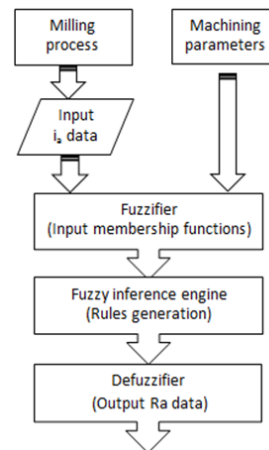 Milling
process
Machining
parameters
Input
iₐ data
Fuzzifier
(Input membership functions)
Fuzzy inference engine
(Rules generation)
Defuzzifier
(Output Ra data)